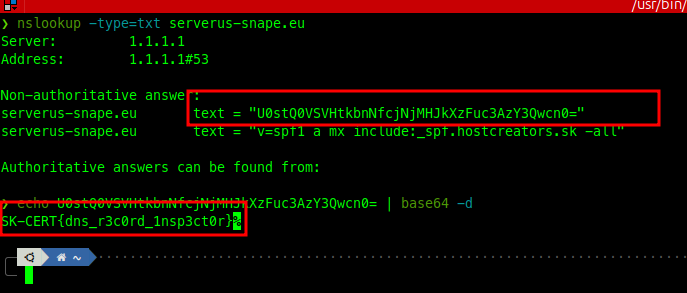 /usr/bin/
❯ nslookup -type=txt serverus-snape.eu
Server: 1.1.1.1
Address: 1.1.1.1#53
Non-authoritative answer:
serverus-snape.eu text = "U0stQ0VSVHtkbnNfcjNjMHJkXzFuc3AzY3Qwcn0="
serverus-snape.eu text = "v=spf1 a mx include:_spf.hostcreators.sk -all"
Authoritative answers can be found from:
❯ echo U0stQ0VSVHtkbnNfcjNjMHJkXzFuc3AzY3Qwcn0= | base64 -d
SK-CERT{dns_r3c0rd_1nsp3ct0r}%
~